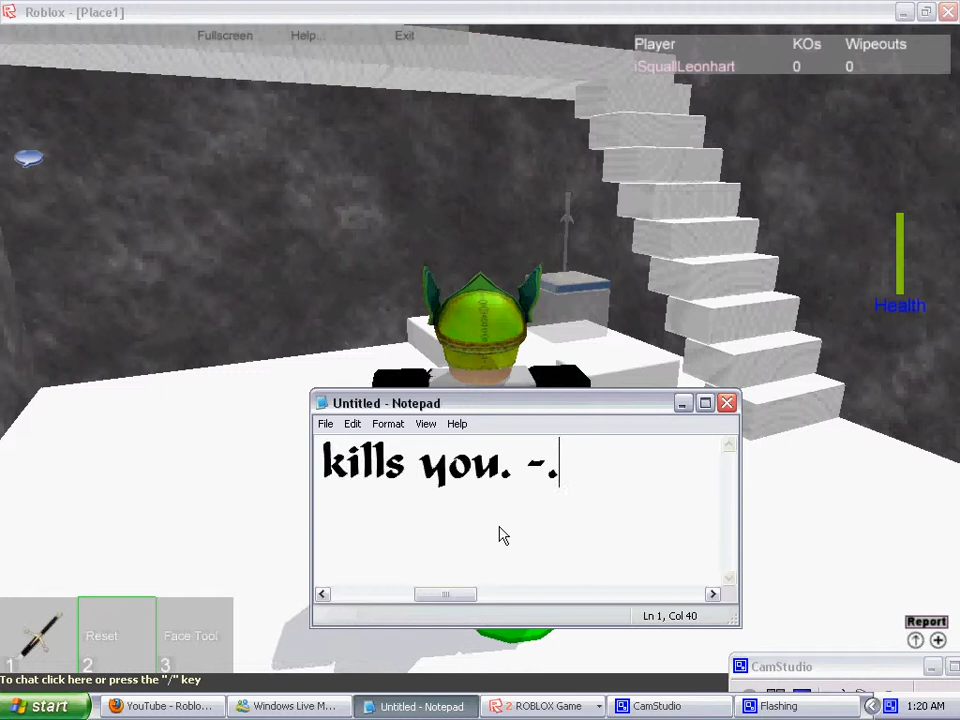 Roblox - [Place1]
Fullscreen Help... Exit
Player KOs Wipeouts
iSquallLeonhart 0 0
Health
Untitled - Notepad
File Edit Format View Help
kills you. -.
Ln 1, Col 40
1
Reset
2
Face Tool
3
Report
To chat click here or press the "/" key
CamStudio
start
YouTube - Roblo...
Windows Live M...
Untitled - Notepad
2 ROBLOX Game
CamStudio
Flashing
1:20 AM